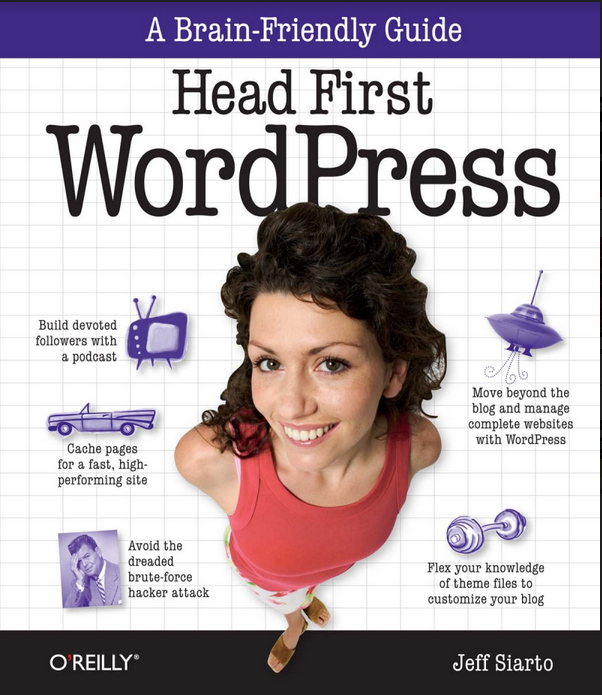 A Brain-Friendly Guide
Head First
WordPress
Build devoted
followers with
a podcast
Cache pages
for a fast, high-
performing site
Avoid the
dreaded
brute-force
hacker attack
Move beyond the
blog and manage
complete websites
with WordPress
Flex your knowledge
of theme files to
customize your blog
O'REILLY®
Jeff Siarto